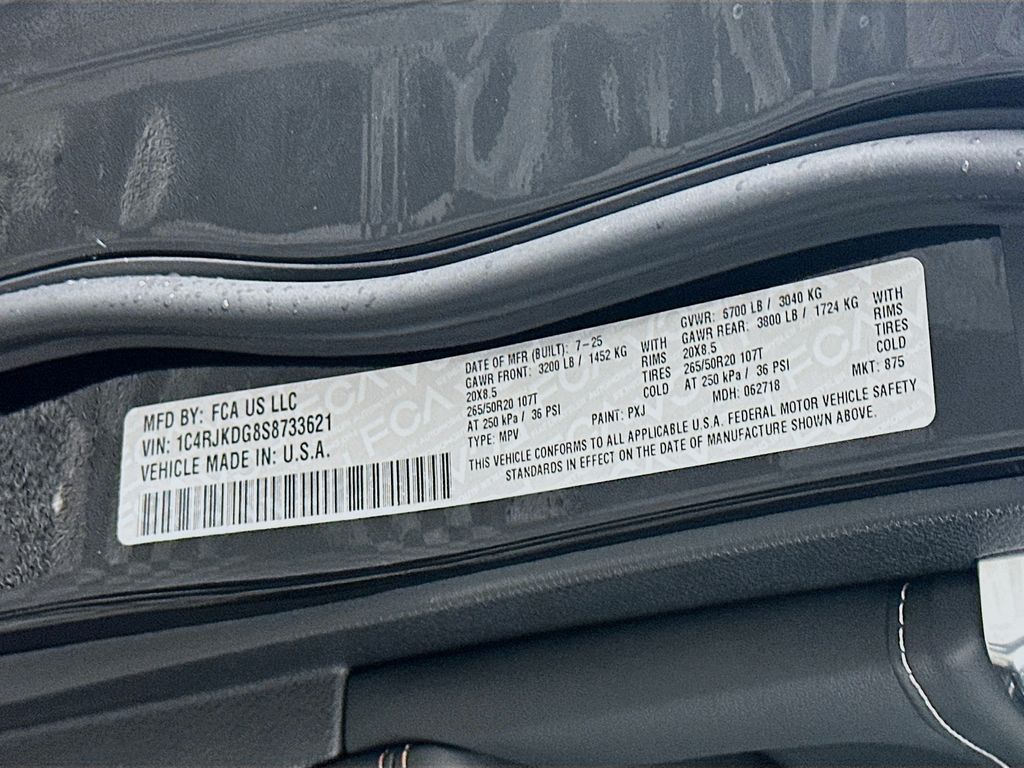 MFD BY: FCA US LLC
VIN: 1C4RJKDG8S8733621
VEHICLE MADE IN: U.S.A.
DATE OF MFR (BUILT): 7-25
GAWR FRONT: 3200 LB / 1452 KG WITH
20X8.5 RIMS
265/50R20 107T TIRES
AT 250 kPa / 36 PSI COLD
TYPE: MPV
PAINT: PXJ
GVWR: 6700 LB / 3040 KG
GAWR REAR: 3800 LB / 1724 KG WITH
20X8.5 RIMS
265/50R20 107T TIRES
AT 250 kPa / 36 PSI COLD
MDH: 062718
MKT: 875
THIS VEHICLE CONFORMS TO ALL APPLICABLE U.S.A. FEDERAL MOTOR VEHICLE SAFETY
STANDARDS IN EFFECT ON THE DATE OF MANUFACTURE SHOWN ABOVE.